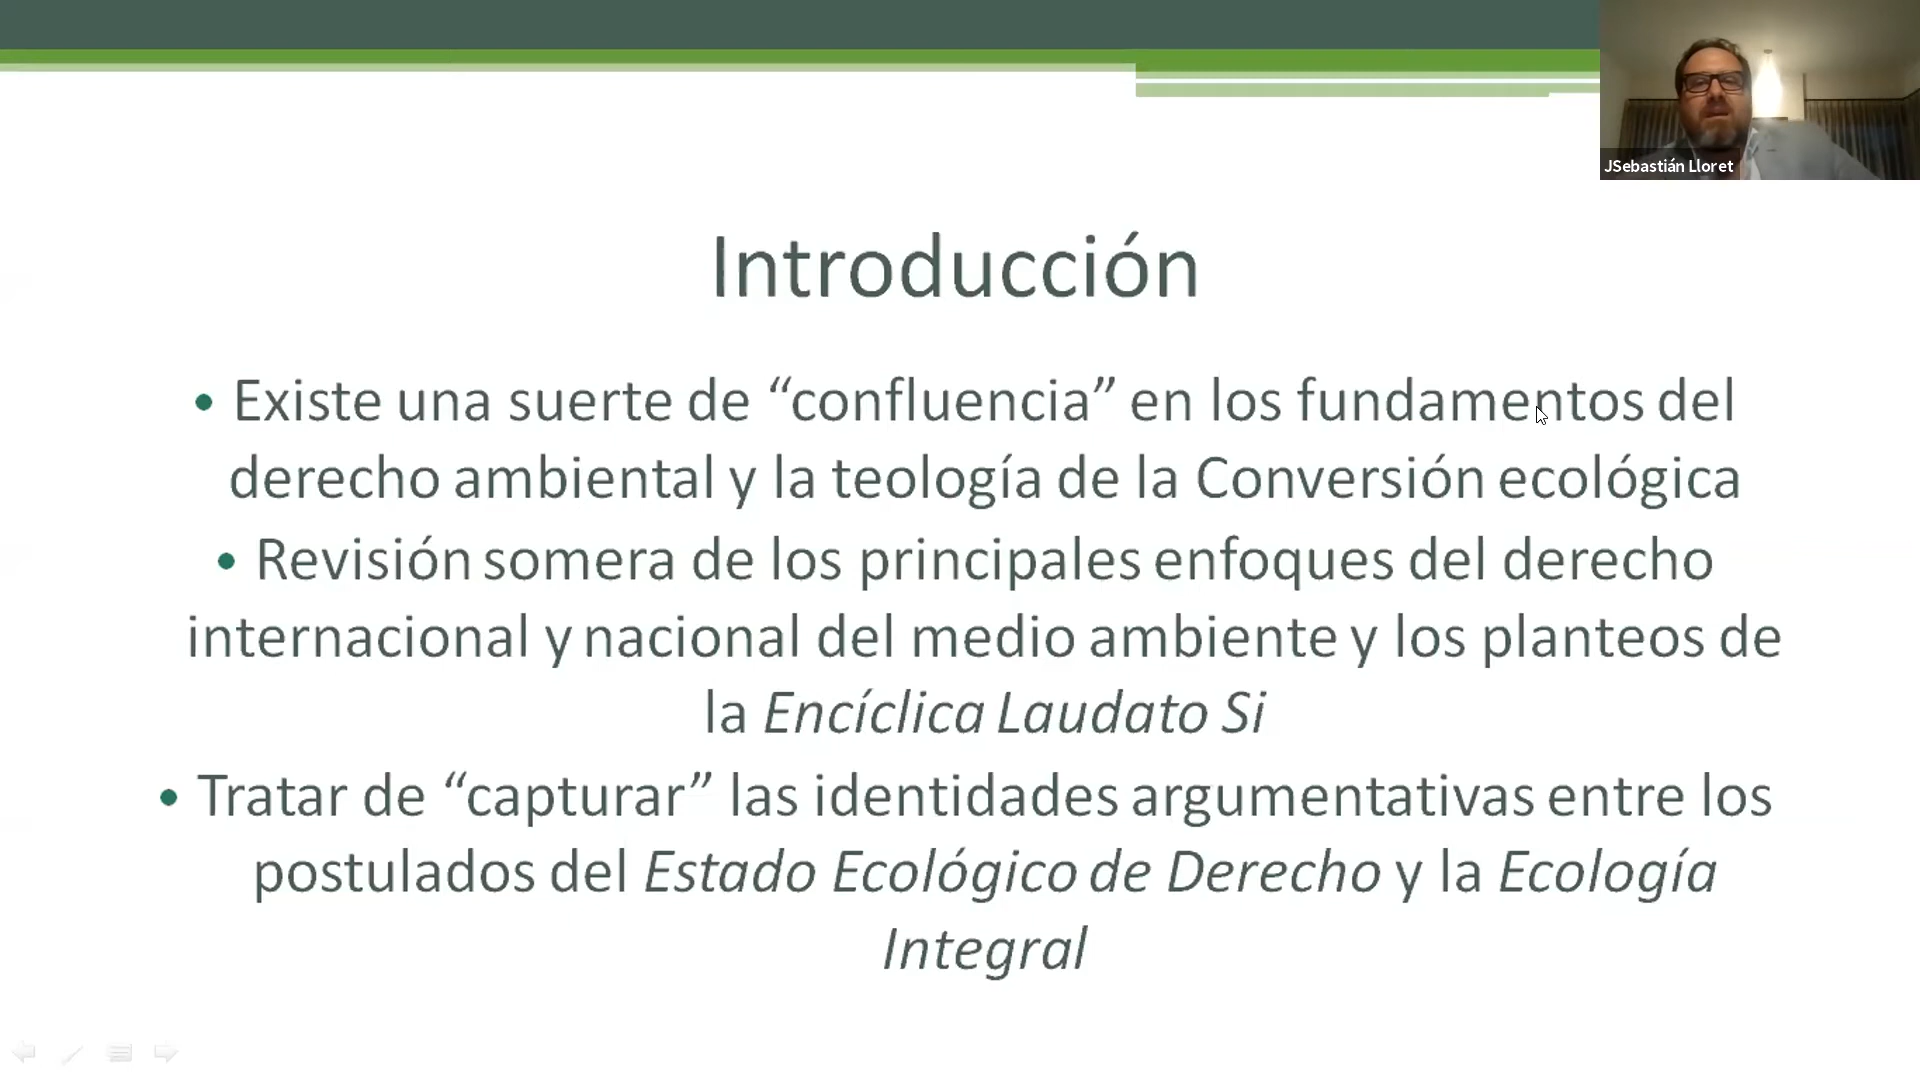 JSebastián Lloret
Introducción
• Existe una suerte de “confluencia” en los fundamentos del
derecho ambiental y la teología de la Conversión ecológica
• Revisión somera de los principales enfoques del derecho
internacional y nacional del medio ambiente y los planteos de
la Encíclica Laudato Si
• Tratar de “capturar” las identidades argumentativas entre los
postulados del Estado Ecológico de Derecho y la Ecología
Integral